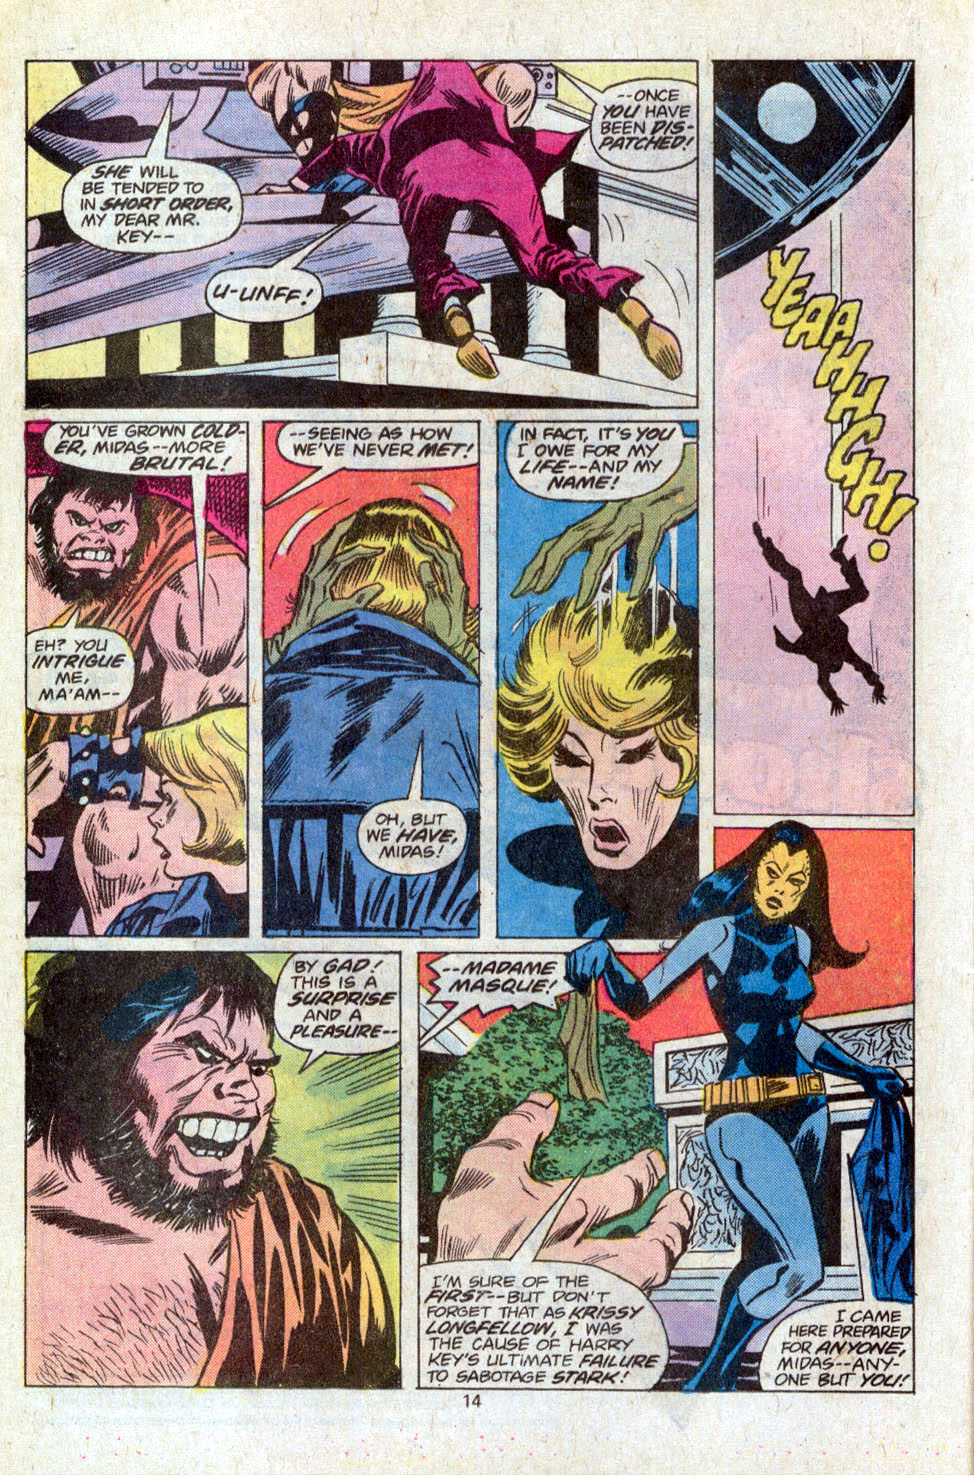 SHE WILL
BE TENDED TO
IN SHORT ORDER,
MY DEAR MR.
KEY--
U-UNFF!
--ONCE
YOU HAVE
BEEN DIS-
PATCHED!
YEAAHHHGH!
YOU'VE GROWN COLD-
ER, MIDAS--MORE
BRUTAL!
EH? YOU
INTRIGUE
ME,
MA'AM--
--SEEING AS HOW
WE'VE NEVER MET!
OH, BUT
WE HAVE,
MIDAS!
IN FACT, IT'S YOU
I OWE FOR MY
LIFE--AND MY
NAME!
BY GAD!
THIS IS A
SURPRISE
AND A
PLEASURE--
--MADAME
MASQUE!
I'M SURE OF THE
FIRST--BUT DON'T
FORGET THAT AS KRISSY
LONGFELLOW, I WAS
THE CAUSE OF HARRY
KEY'S ULTIMATE FAILURE
TO SABOTAGE STARK!
I CAME
HERE PREPARED
FOR ANYONE,
MIDAS--ANY-
ONE BUT YOU!
14